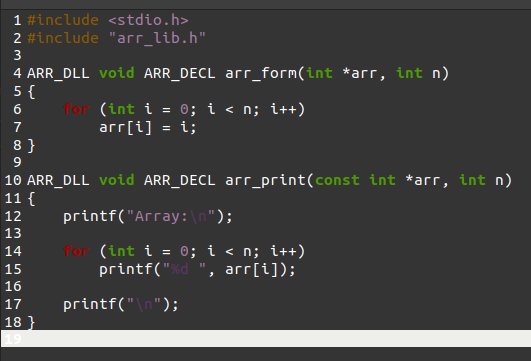 1 #include <stdio.h>
2 #include "arr_lib.h"
3
4 ARR_DLL void ARR_DECL arr_form(int *arr, int n)
5 {
6     for (int i = 0; i < n; i++)
7         arr[i] = i;
8 }
9
10 ARR_DLL void ARR_DECL arr_print(const int *arr, int n)
11 {
12     printf("Array:\n");
13
14     for (int i = 0; i < n; i++)
15         printf("%d ", arr[i]);
16
17     printf("\n");
18 }
19